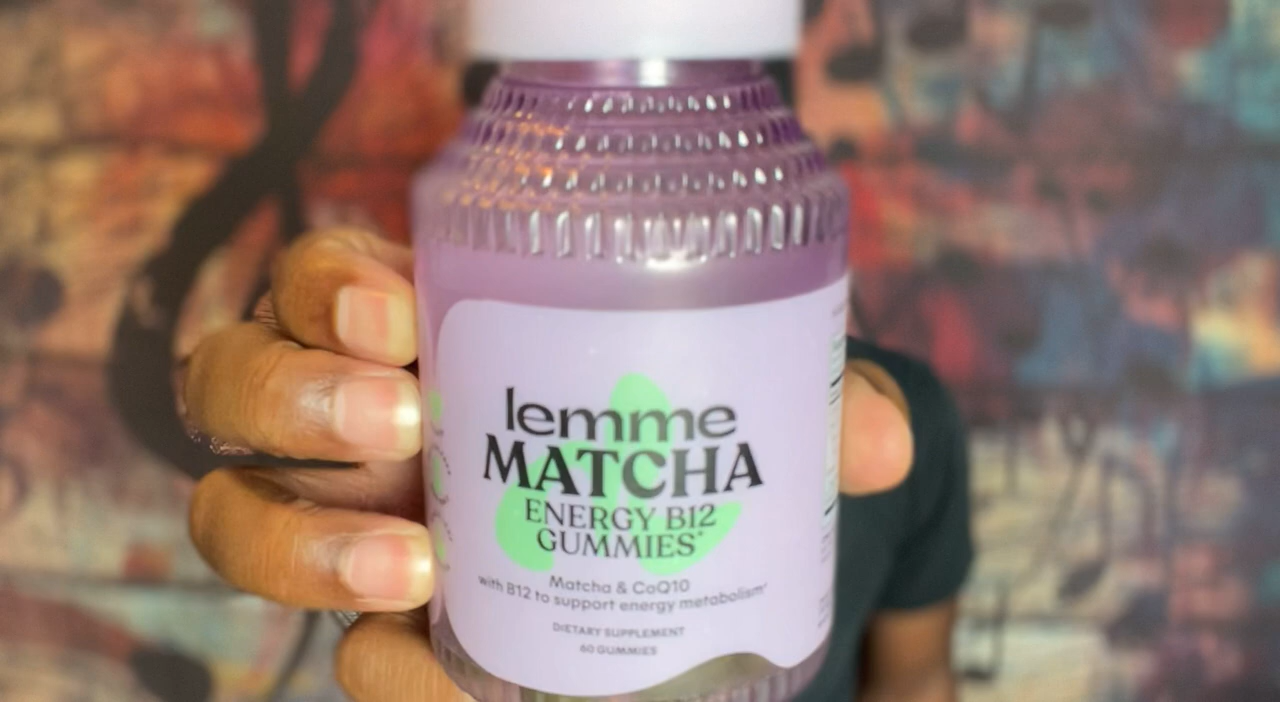 lemme
MATCHA
ENERGY B12
GUMMIES*
Matcha & CoQ10
with B12 to support energy metabolism*
DIETARY SUPPLEMENT
60 GUMMIES